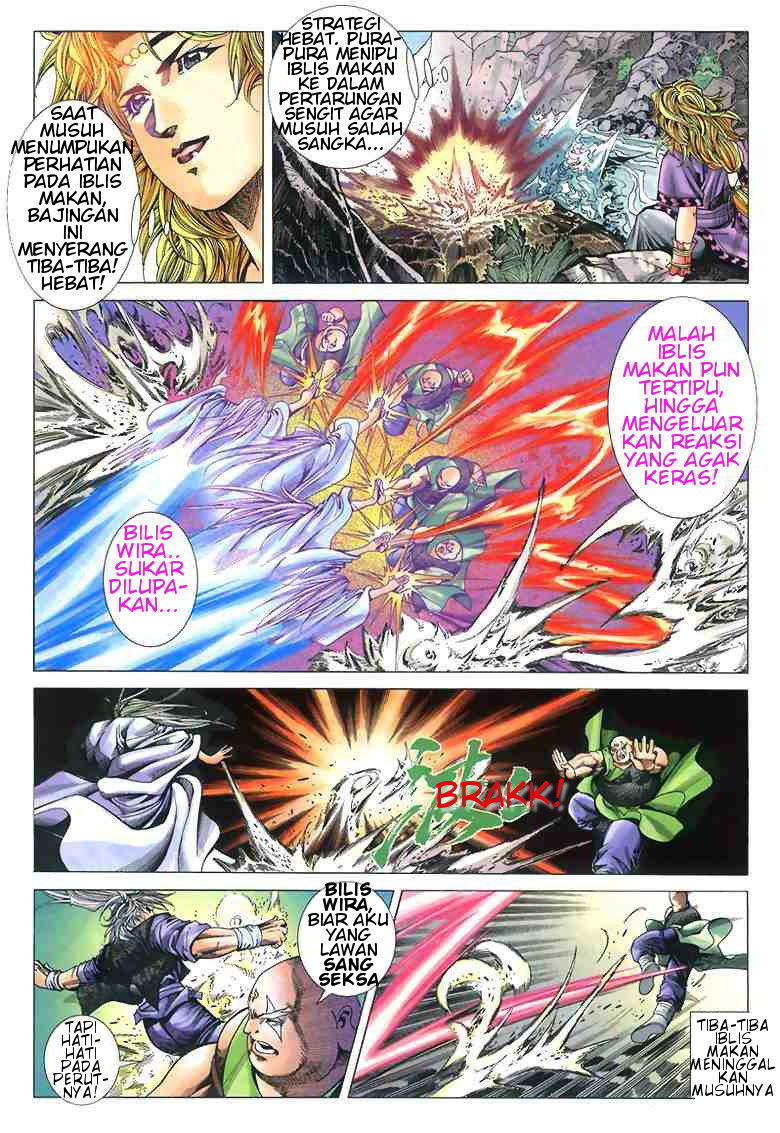 STRATEGI
HEBAT. PURA-
PURA MENIPU
IBLIS MAKAN
KE DALAM
PERTARUNGAN
SENGIT AGAR
MUSUH SALAH
SANGKA...
SAAT
MUSUH
MENUMPUKAN
PERHATIAN
PADA IBLIS
MAKAN,
BAJINGAN
INI
MENYERANG
TIBA-TIBA!
HEBAT!
MALAH
IBLIS
MAKAN PUN
TERTIPU,
HINGGA
MENGELUAR
KAN REAKSI
YANG AGAK
KERAS!
BILIS
WIRA..
SUKAR
DILUPA-
KAN...
BRAKK!
BILIS
WIRA,
BIAR AKU
YANG
LAWAN
SANG
SEKSA
TAPI
HATI-
HATI
PADA
PERUT-
NYA!
TIBA-TIBA
IBLIS
MAKAN
MENINGGAL
KAN
MUSUHNYA